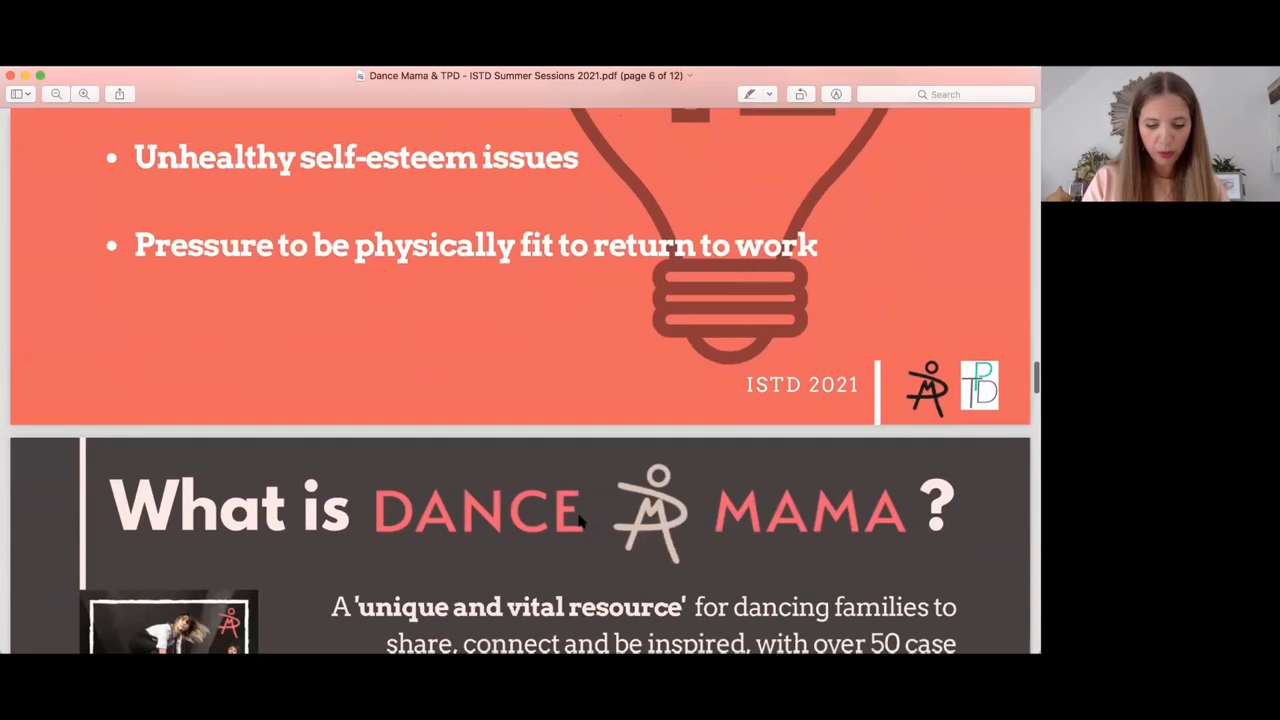 Dance Mama & TPD - ISTD Summer Sessions 2021.pdf (page 6 of 12)
Search
• Unhealthy self-esteem issues
• Pressure to be physically fit to return to work
ISTD 2021
TPD
What is DANCE MAMA ?
A 'unique and vital resource' for dancing families to
share, connect and be inspired, with over 50 case